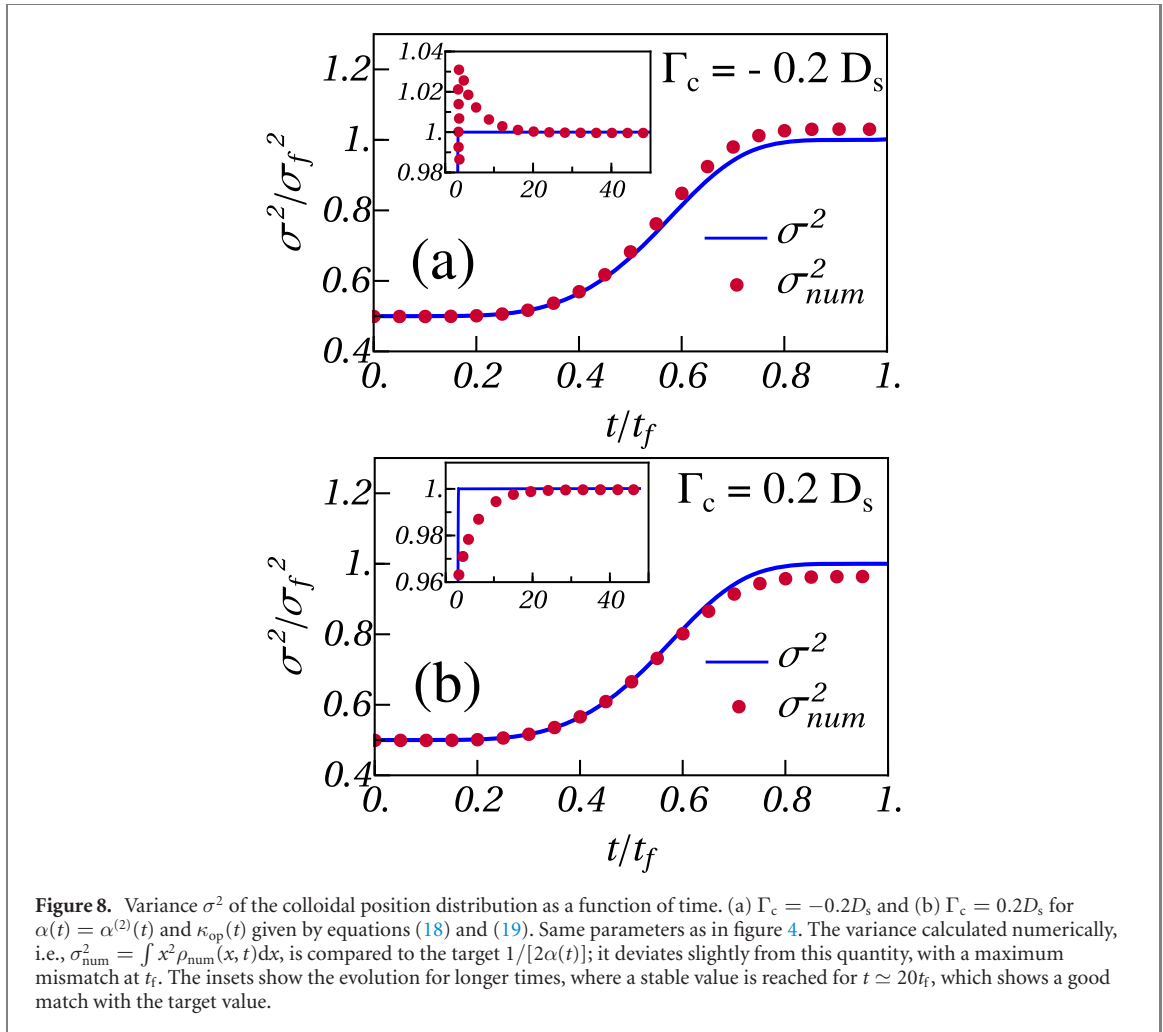 1.04
1.02
1.
0.98
0
20
40
Γc = - 0.2 Ds
1.2
1.
0.8
0.6
0.4
σ²/σf²
(a)
σ²
σ²num
0.
0.2
0.4
0.6
0.8
1.
t/tf
1.
0.98
0.96
0
20
40
Γc = 0.2 Ds
1.2
1.
0.8
0.6
0.4
σ²/σf²
(b)
σ²
σ²num
0.
0.2
0.4
0.6
0.8
1.
t/tf
Figure 8. Variance σ² of the colloidal position distribution as a function of time. (a) Γc = −0.2Ds and (b) Γc = 0.2Ds for
α(t) = α(2)(t) and κop(t) given by equations (18) and (19). Same parameters as in figure 4. The variance calculated numerically,
i.e., σ²num = ∫ x²ρnum(x, t)dx, is compared to the target 1/[2α(t)]; it deviates slightly from this quantity, with a maximum
mismatch at tf. The insets show the evolution for longer times, where a stable value is reached for t ≃ 20tf, which shows a good
match with the target value.